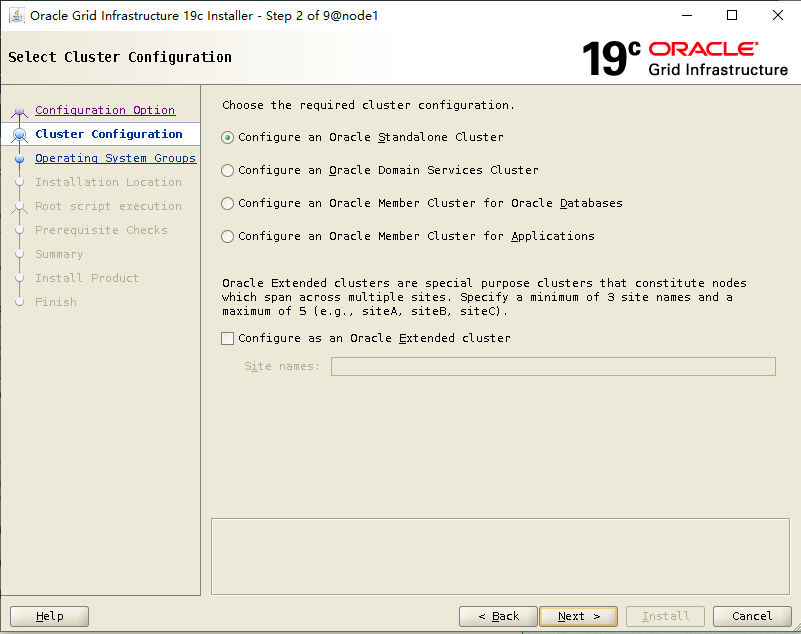 Oracle Grid Infrastructure 19c Installer - Step 2 of 9@node1
Select Cluster Configuration
19c ORACLE
Grid Infrastructure
Configuration Option
Cluster Configuration
Operating System Groups
Installation Location
Root script execution
Prerequisite Checks
Summary
Install Product
Finish
Choose the required cluster configuration.
Configure an Oracle Standalone Cluster
Configure an Oracle Domain Services Cluster
Configure an Oracle Member Cluster for Oracle Databases
Configure an Oracle Member Cluster for Applications
Oracle Extended clusters are special purpose clusters that constitute nodes
which span across multiple sites. Specify a minimum of 3 site names and a
maximum of 5 (e.g., siteA, siteB, siteC).
Configure as an Oracle Extended cluster
Site names:
Help
< Back
Next >
Install
Cancel